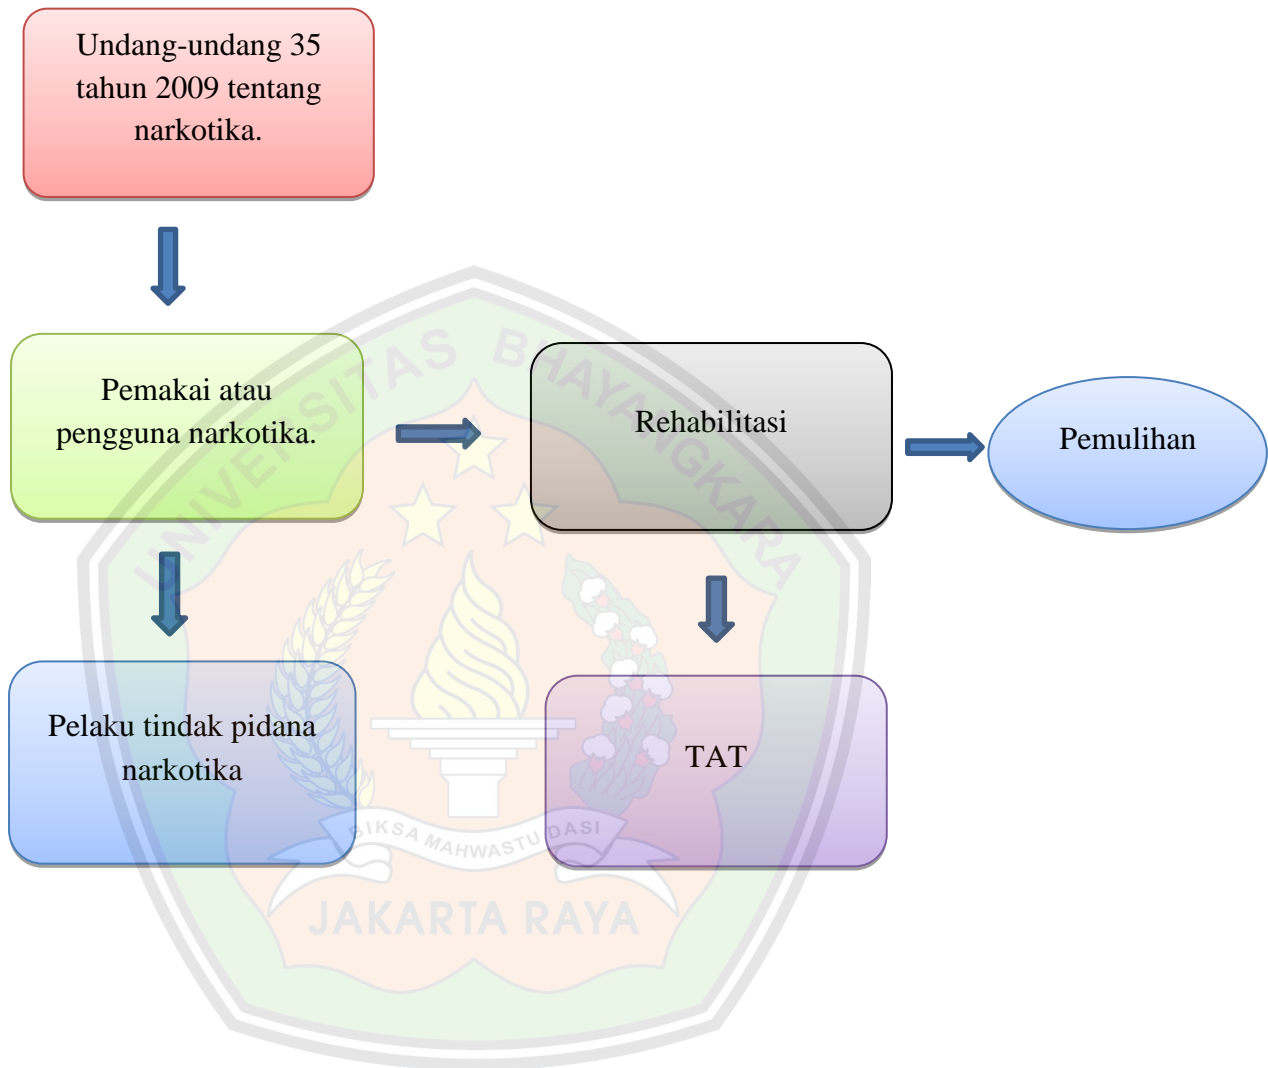 Undang-undang 35
tahun 2009 tentang
narkotika.
Pemakai atau
pengguna narkotika.
Rehabilitasi
Pemulihan
Pelaku tindak pidana
narkotika
TAT
UNIVERSITAS BHAYANGKARA
BIKSA MAHWASTU DASI
JAKARTA RAYA